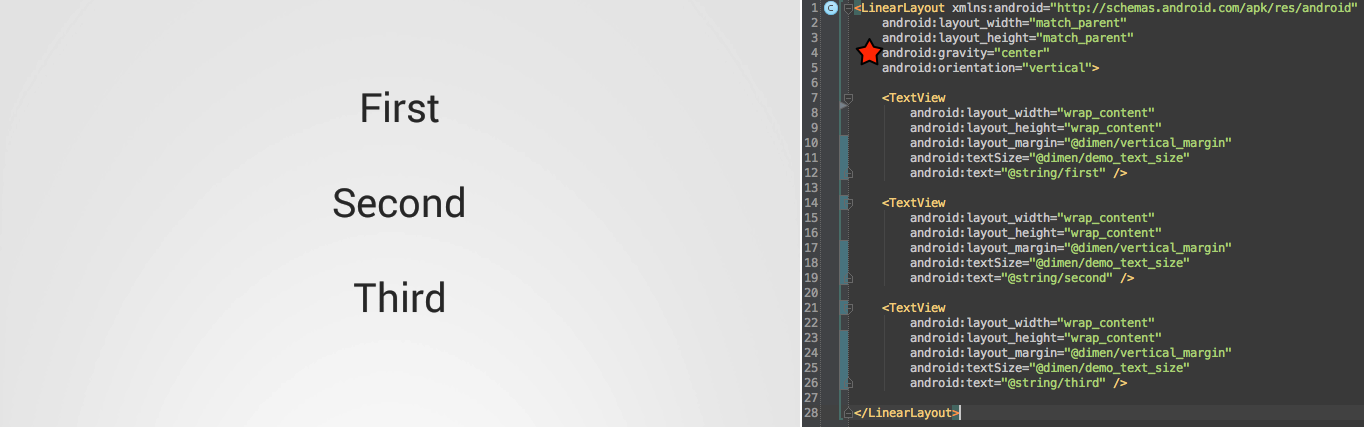 First
Second
Third
1 C <LinearLayout xmlns:android="http://schemas.android.com/apk/res/android"
2 android:layout_width="match_parent"
3 android:layout_height="match_parent"
4 android:gravity="center"
5 android:orientation="vertical">
6
7 <TextView
8 android:layout_width="wrap_content"
9 android:layout_height="wrap_content"
10 android:layout_margin="@dimen/vertical_margin"
11 android:textSize="@dimen/demo_text_size"
12 android:text="@string/first" />
13
14 <TextView
15 android:layout_width="wrap_content"
16 android:layout_height="wrap_content"
17 android:layout_margin="@dimen/vertical_margin"
18 android:textSize="@dimen/demo_text_size"
19 android:text="@string/second" />
20
21 <TextView
22 android:layout_width="wrap_content"
23 android:layout_height="wrap_content"
24 android:layout_margin="@dimen/vertical_margin"
25 android:textSize="@dimen/demo_text_size"
26 android:text="@string/third" />
27
28 </LinearLayout>